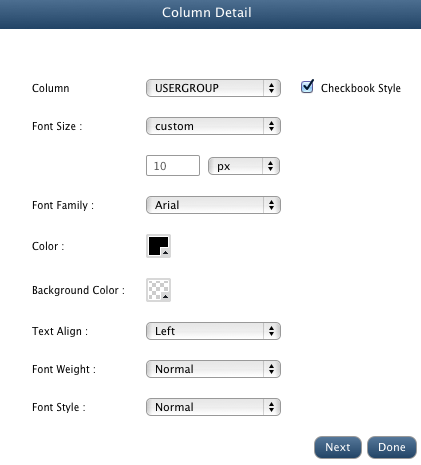 Column Detail
Column USERGROUP Checkbook Style
Font Size : custom
10 px
Font Family : Arial
Color :
Background Color :
Text Align : Left
Font Weight : Normal
Font Style : Normal
Next Done